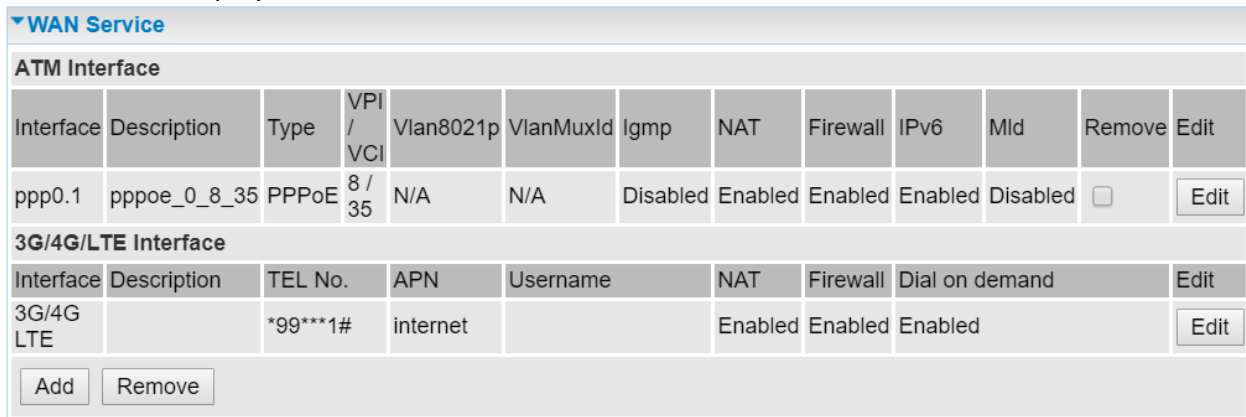 WAN Service
ATM Interface
Interface Description Type VPI / VCI Vlan8021p VlanMuxId Igmp NAT Firewall IPv6 Mld Remove Edit
ppp0.1 pppoe_0_8_35 PPPoE 8 / 35 N/A N/A Disabled Enabled Enabled Enabled Disabled Edit
3G/4G/LTE Interface
Interface Description TEL No. APN Username NAT Firewall Dial on demand Edit
3G/4G LTE *99***1# internet Enabled Enabled Enabled Edit
Add Remove